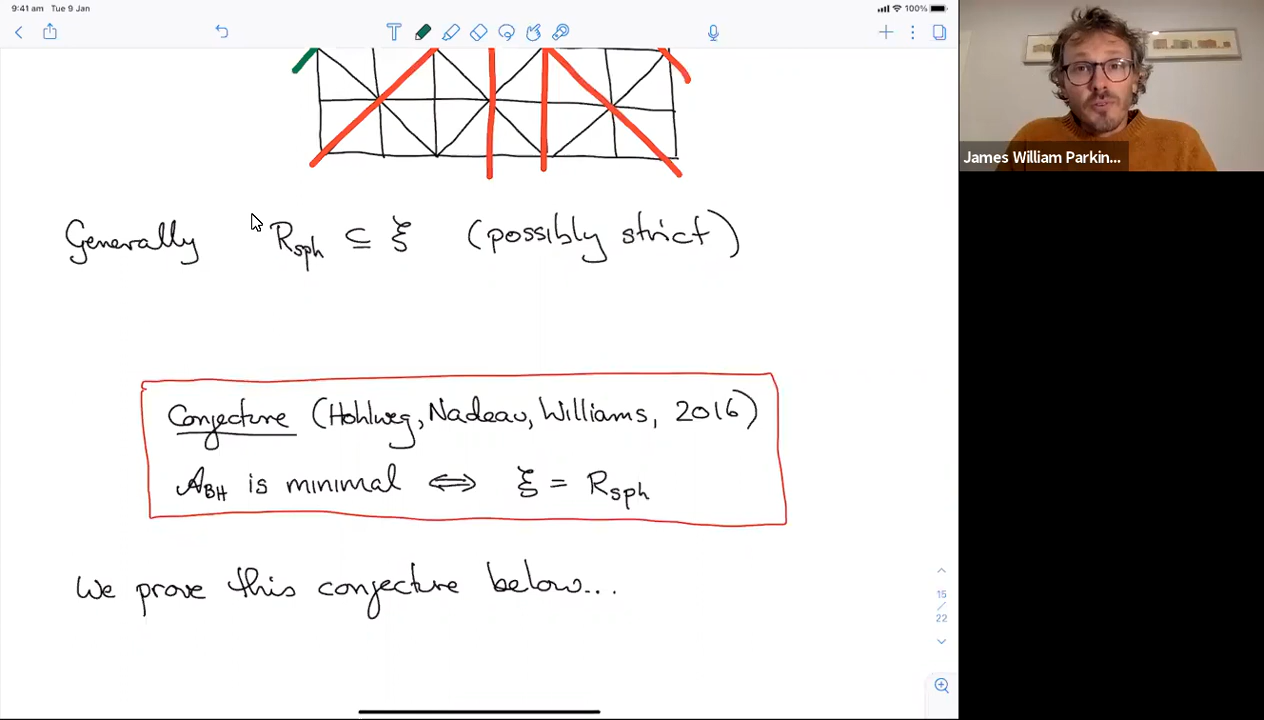 9:41 am Tue 9 Jan
100%
T
Generally R_sph ⊆ ξ (possibly strict)
Conjecture (Hohlweg, Nadeau, Williams, 2016)
A_BH is minimal ⟺ ξ = R_sph
We prove this conjecture below...
15
/
22
James William Parkin...